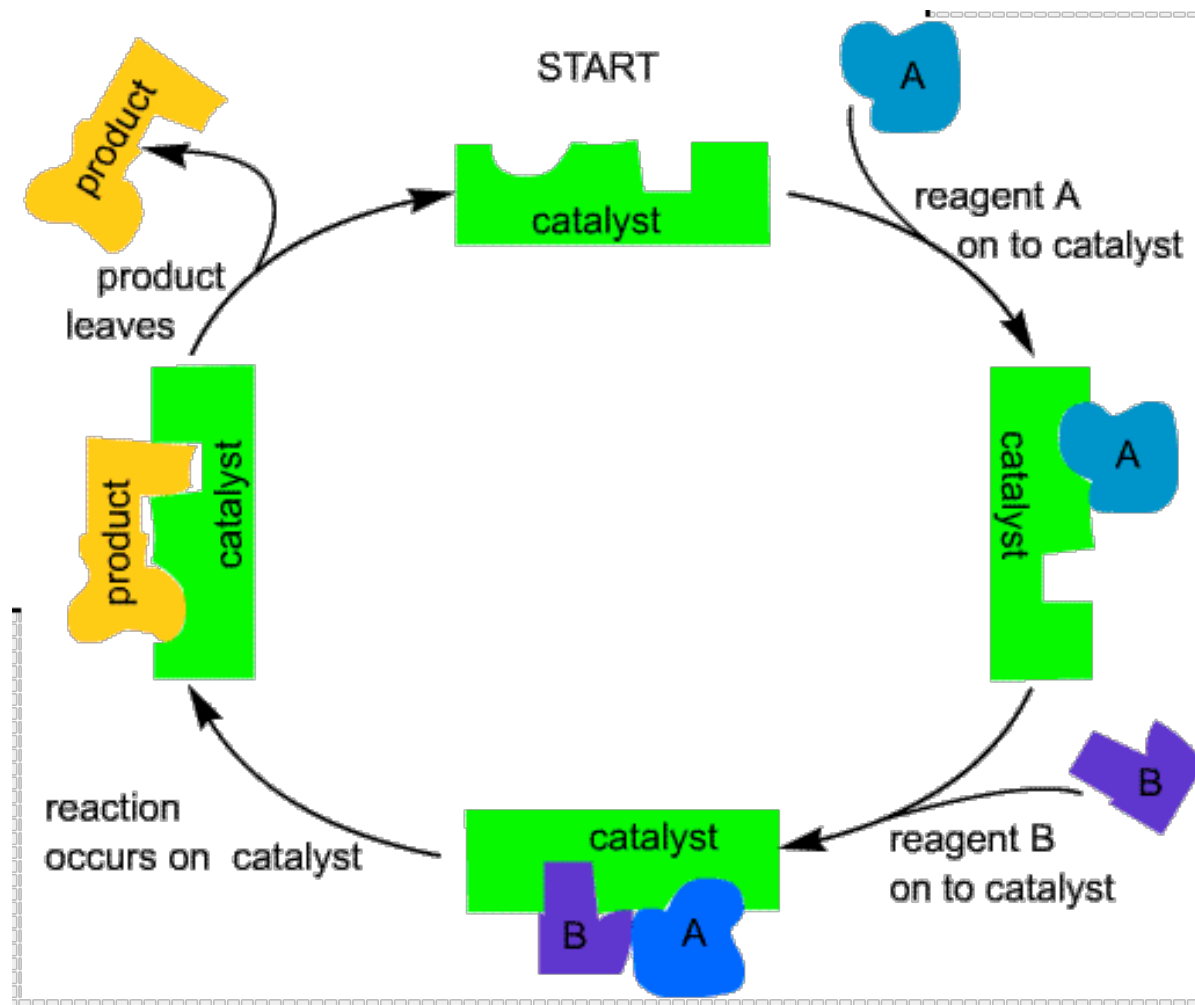 START
A
product
catalyst
reagent A
on to catalyst
product
leaves
catalyst
A
product
catalyst
B
reagent B
on to catalyst
catalyst
B
A
reaction
occurs on catalyst